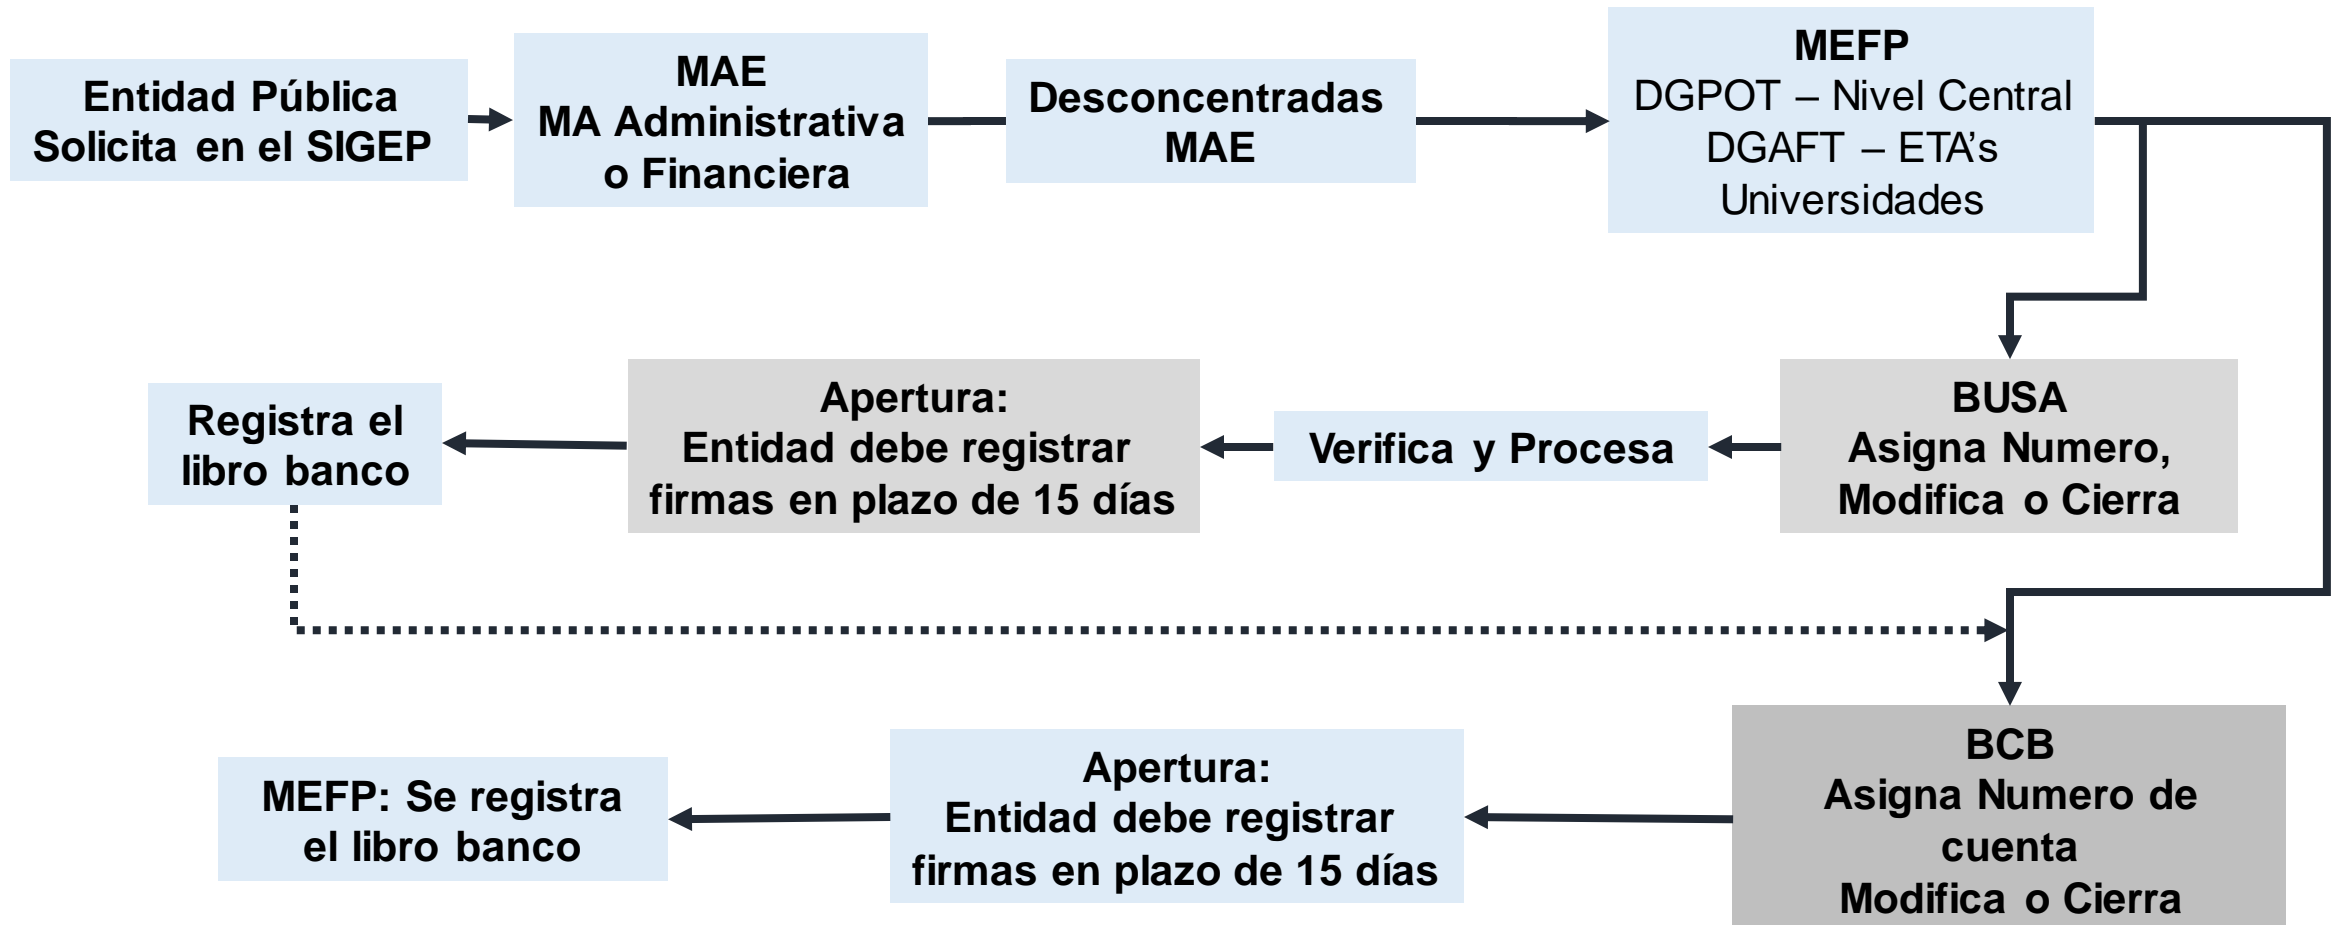 Entidad Pública
Solicita en el SIGEP
MAE
MA Administrativa
o Financiera
Desconcentradas
MAE
MEFP
DGPOT – Nivel Central
DGAFT – ETA's
Universidades
BUSA
Asigna Numero,
Modifica o Cierra
Verifica y Procesa
Apertura:
Entidad debe registrar
firmas en plazo de 15 días
Registra el
libro banco
BCB
Asigna Numero de
cuenta
Modifica o Cierra
Apertura:
Entidad debe registrar
firmas en plazo de 15 días
MEFP: Se registra
el libro banco